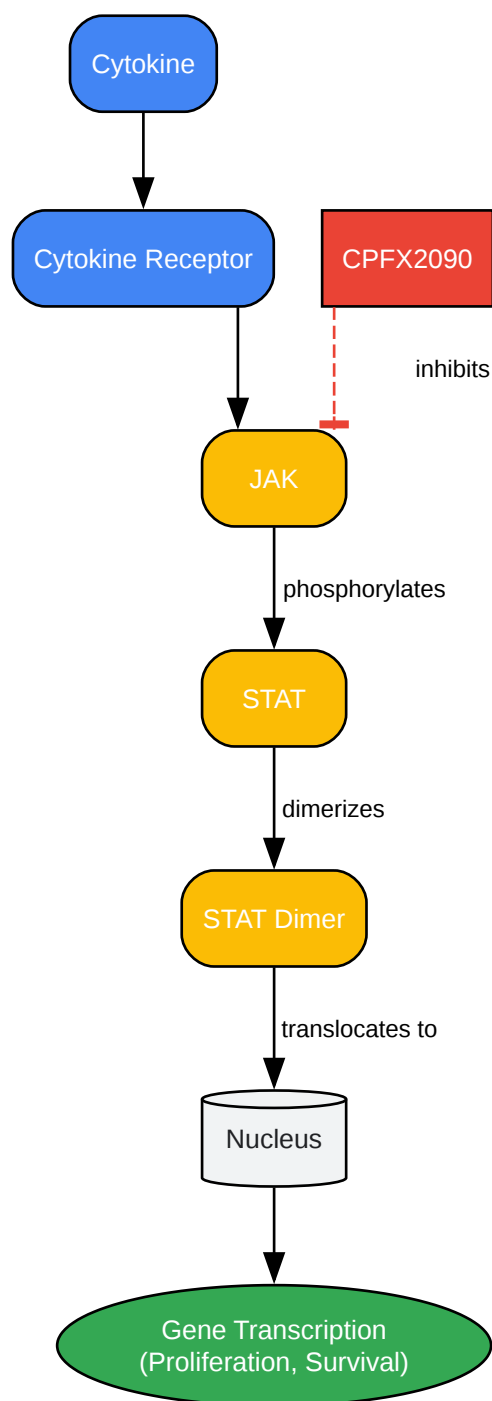 Cytokine
Cytokine Receptor
CPFX2090
inhibits
JAK
phosphorylates
STAT
dimerizes
STAT Dimer
translocates to
Nucleus
Gene Transcription
(Proliferation, Survival)